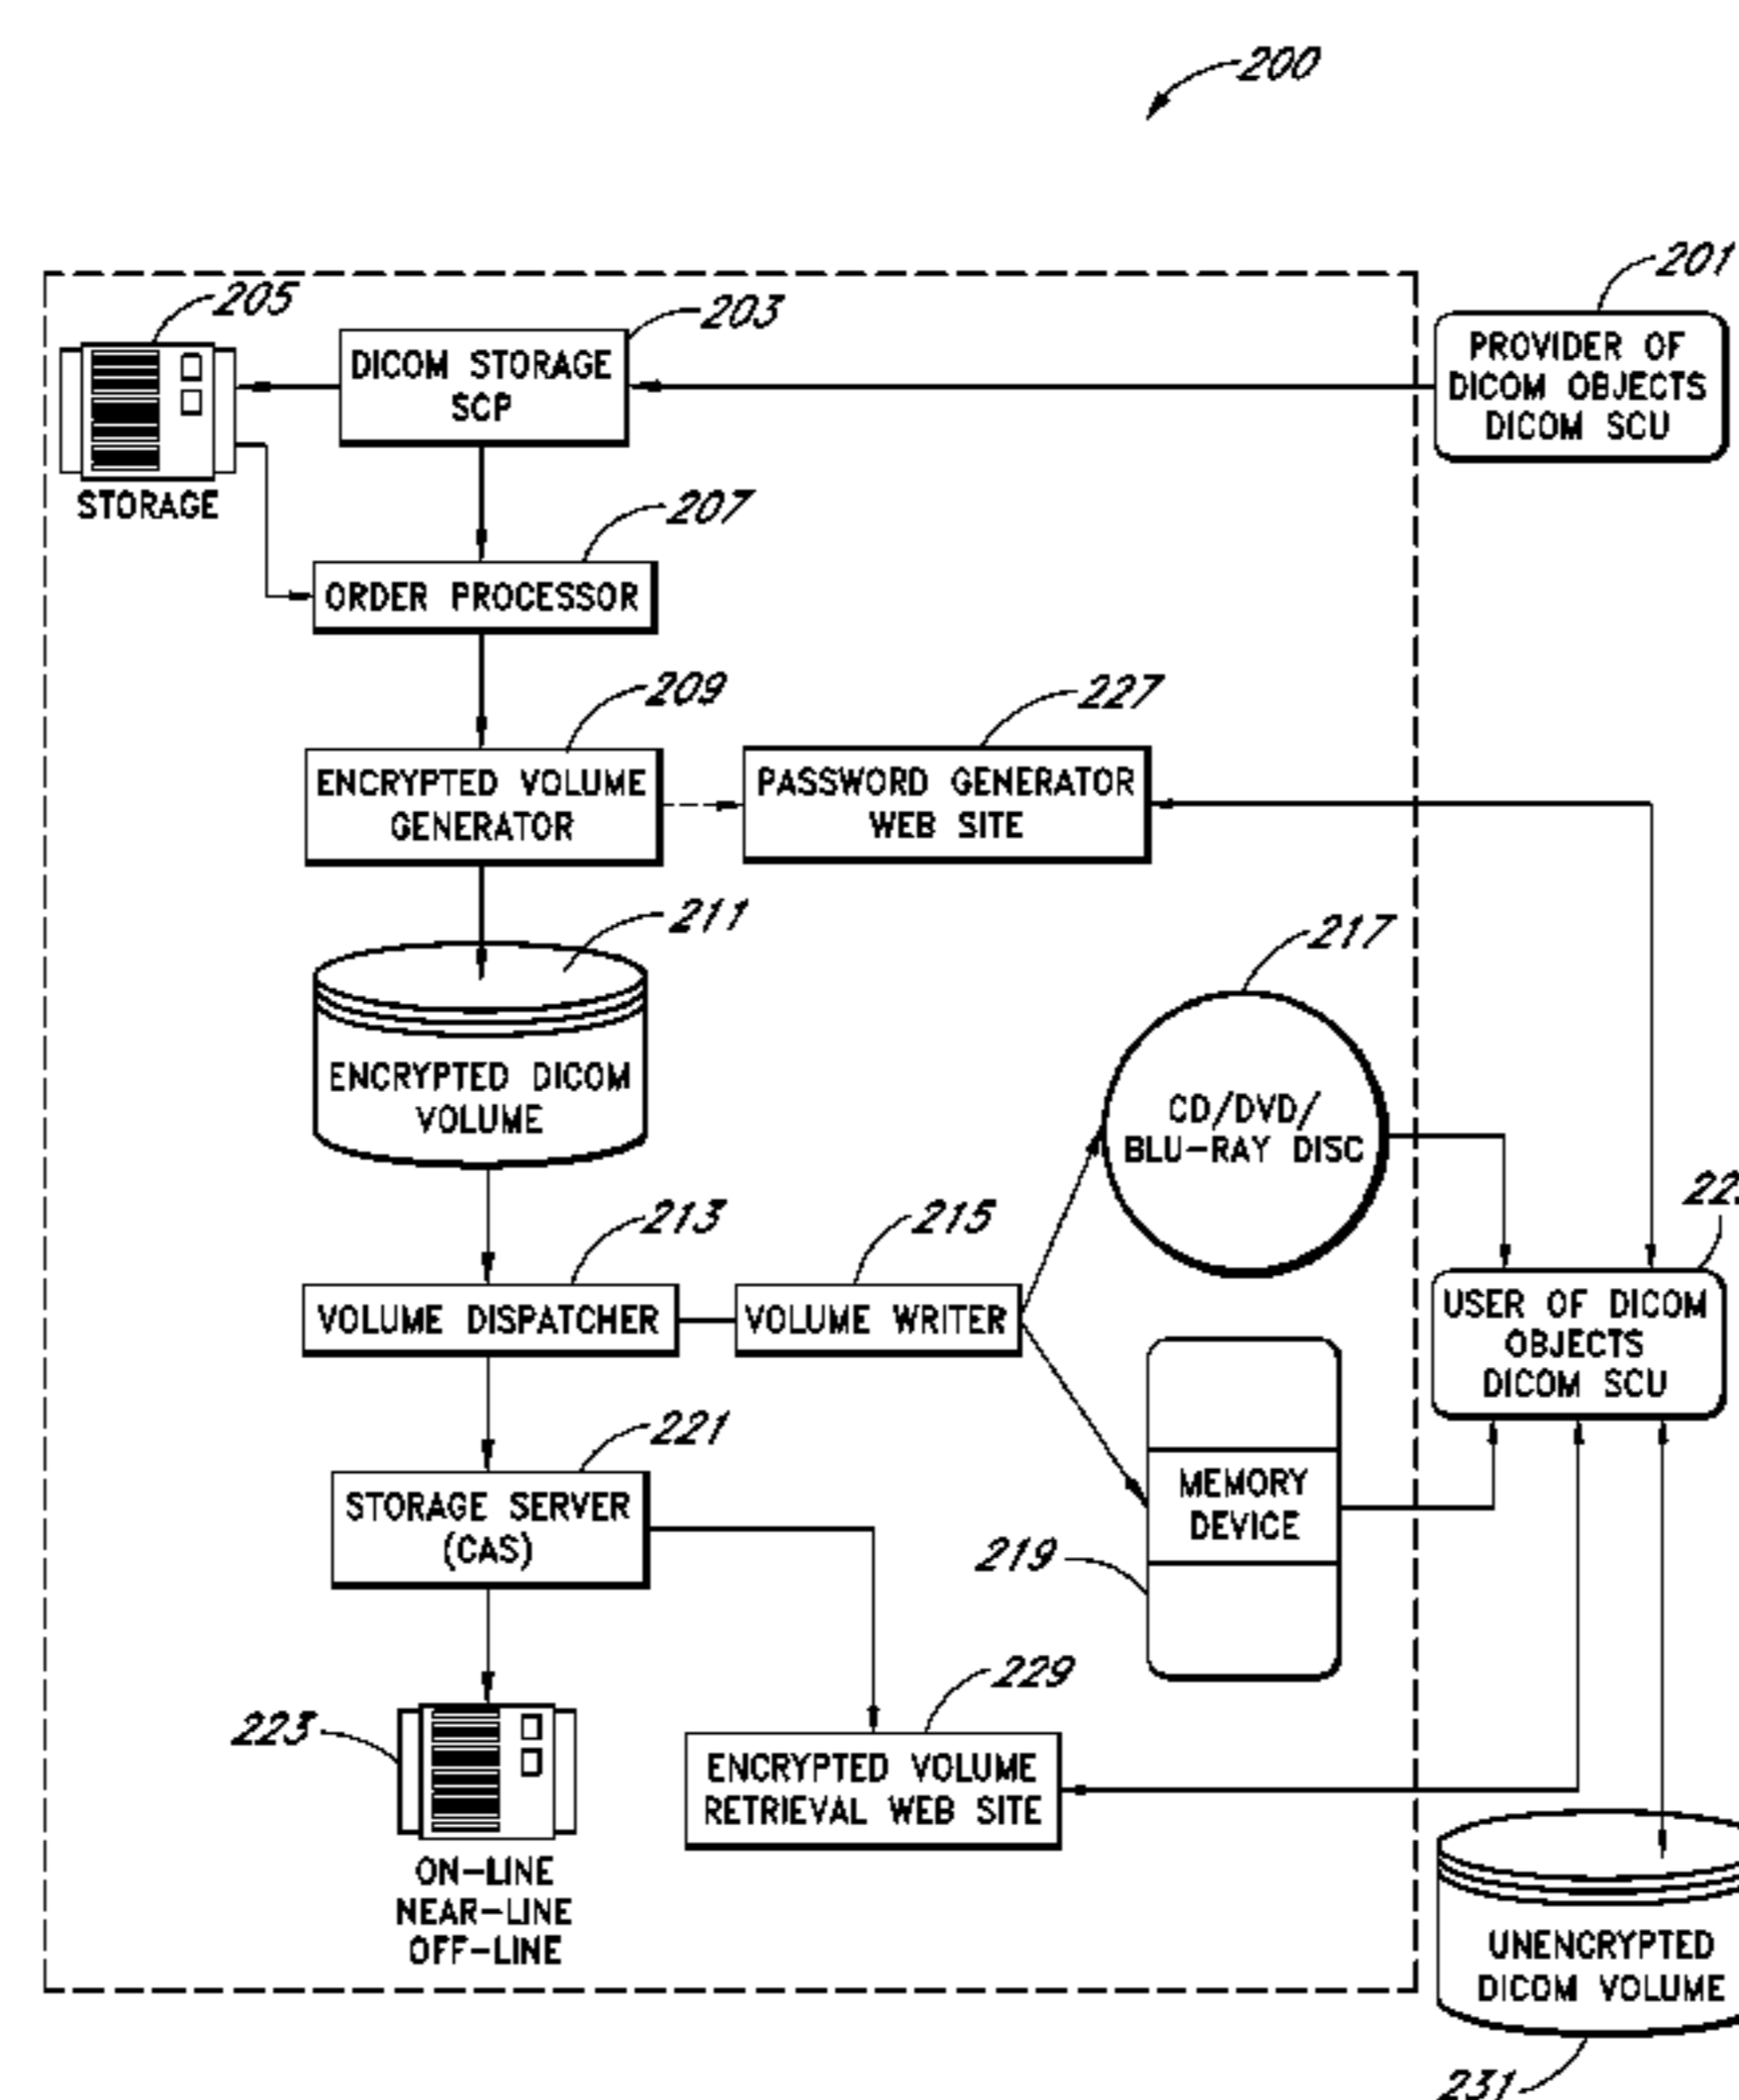 200
201
205
203
PROVIDER OF
DICOM OBJECTS
DICOM SCU
DICOM STORAGE
SCP
STORAGE
207
ORDER PROCESSOR
209
227
ENCRYPTED VOLUME
GENERATOR
PASSWORD GENERATOR
WEB SITE
211
217
ENCRYPTED DICOM
VOLUME
CD/DVD/
BLU-RAY DISC
213
215
VOLUME DISPATCHER
VOLUME WRITER
USER OF DICOM
OBJECTS
DICOM SCU
221
STORAGE SERVER
(CAS)
MEMORY
DEVICE
219
229
223
ENCRYPTED VOLUME
RETRIEVAL WEB SITE
ON-LINE
NEAR-LINE
OFF-LINE
UNENCRYPTED
DICOM VOLUME
231